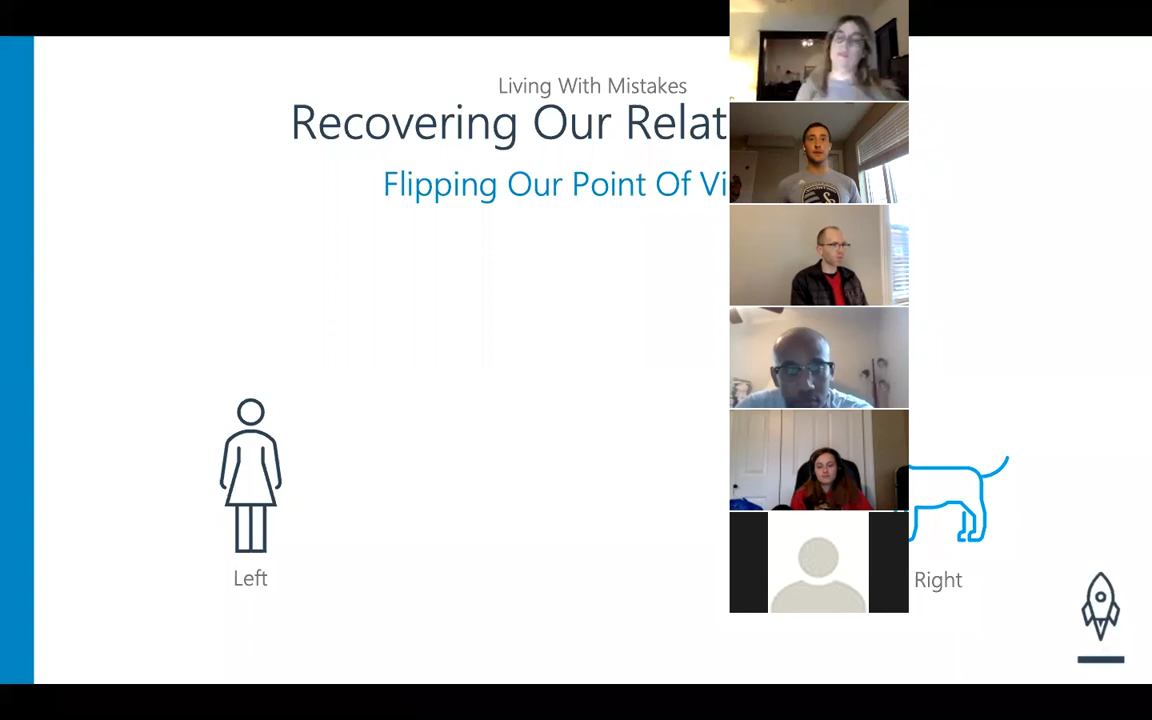 Living With Mistakes
Recovering Our Relat
Flipping Our Point Of Vi
Left
Right